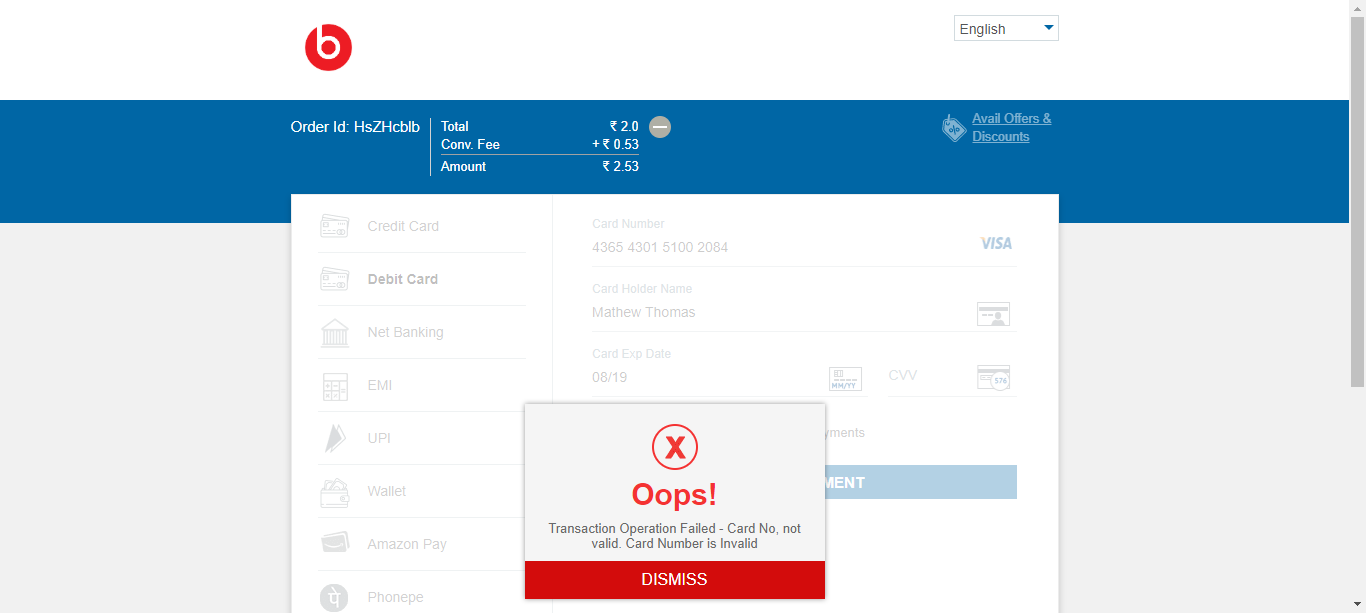 b
English
Order Id: HsZHcblb
Total ₹ 2.0
Conv. Fee + ₹ 0.53
Amount ₹ 2.53
Avail Offers &
Discounts
Credit Card
Debit Card
Net Banking
EMI
UPI
Wallet
Amazon Pay
Phonepe
Card Number
4365 4301 5100 2084
VISA
Card Holder Name
Mathew Thomas
Card Exp Date
08/19
MM/YY
CVV
576
yments
MENT
X
Oops!
Transaction Operation Failed - Card No, not
valid. Card Number is Invalid
DISMISS